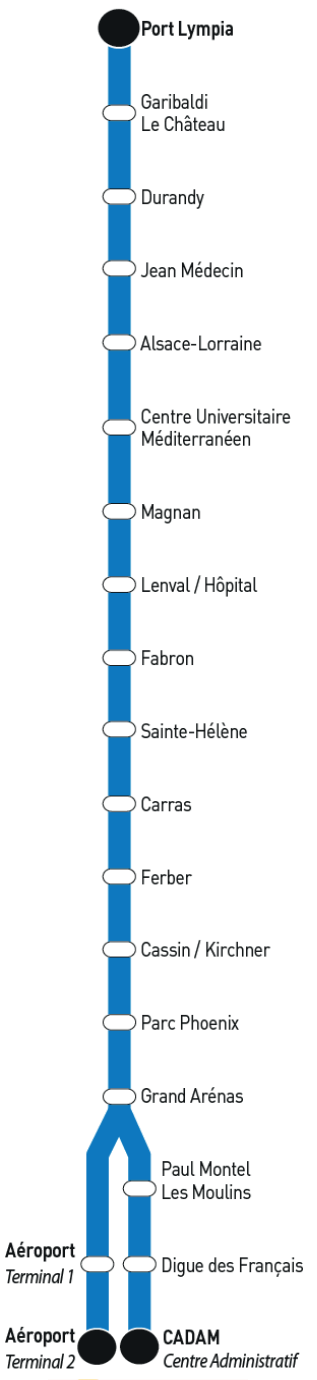 Port Lympia
Garibaldi
Le Château
Durandy
Jean Médecin
Alsace-Lorraine
Centre Universitaire
Méditerranéen
Magnan
Lenval / Hôpital
Fabron
Sainte-Hélène
Carras
Ferber
Cassin / Kirchner
Parc Phoenix
Grand Arénas
Paul Montel
Les Moulins
Aéroport
Terminal 1
Digue des Français
Aéroport
Terminal 2
CADAM
Centre Administratif